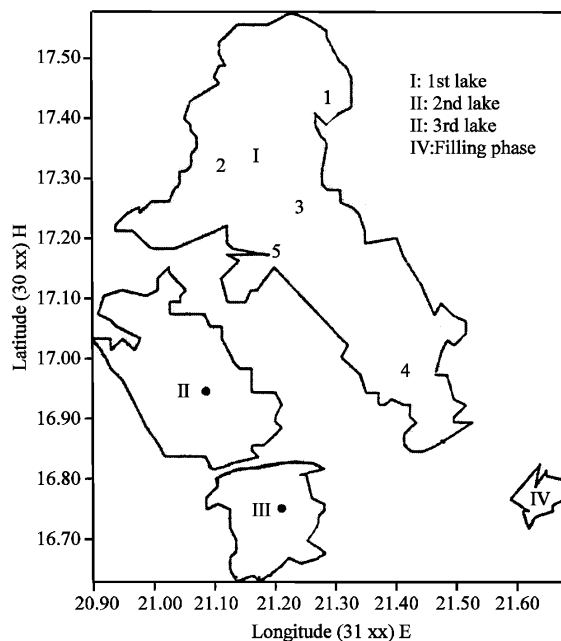 17.50
17.40
17.30
17.20
17.10
17.00
16.90
16.80
16.70
Latitude (30 xx) H
I: 1st lake
II: 2nd lake
II: 3rd lake
IV:Filling phase
1
2
I
3
5
4
II
III
IV
20.90 21.00 21.10 21.20 21.30 21.40 21.50 21.60
Longitude (31 xx) E